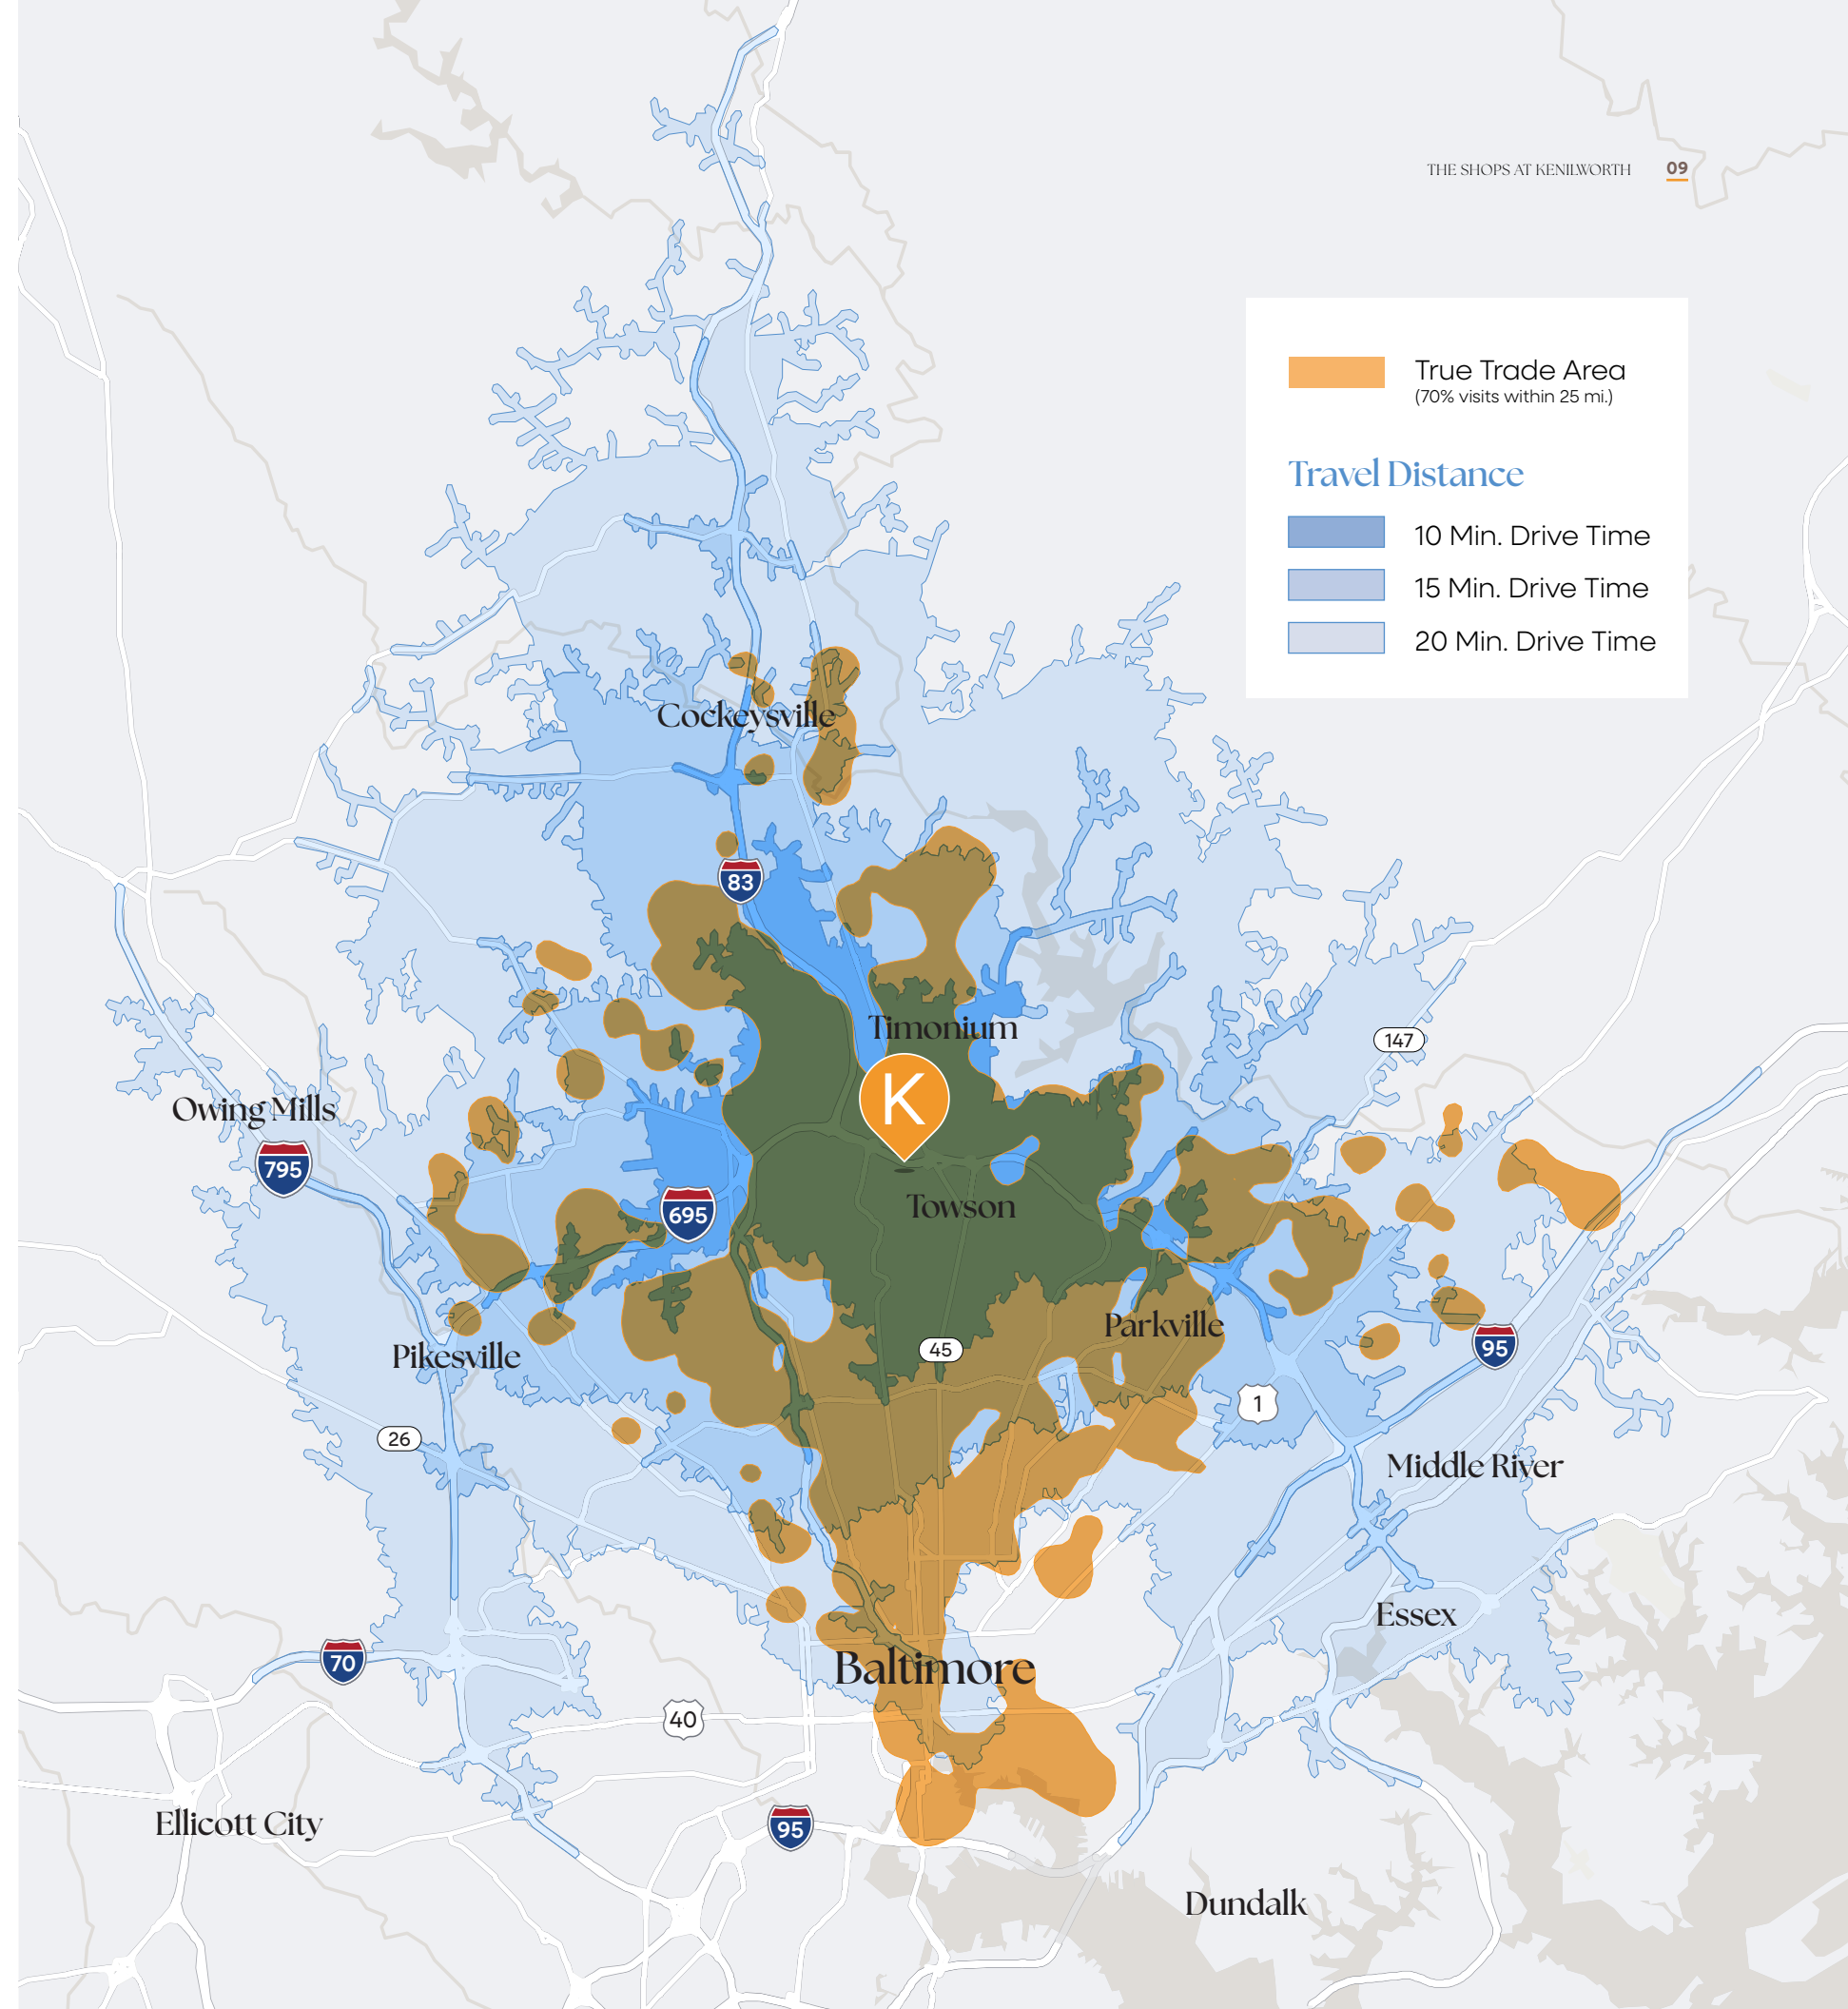 THE SHOPS AT KENILWORTH 09
True Trade Area
(70% visits within 25 mi.)
Travel Distance
10 Min. Drive Time
15 Min. Drive Time
20 Min. Drive Time
Cockeysville
83
Timonium
147
K
Owing Mills
795
695
Towson
Parkville
45
95
Pikesville
1
26
Middle River
Essex
70
Baltimore
40
Ellicott City
95
Dundalk